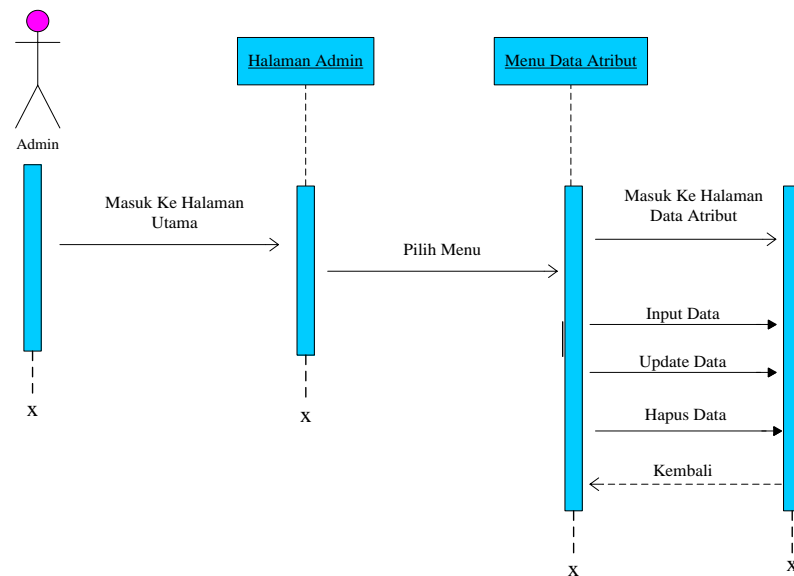 Halaman Admin
Menu Data Atribut
Admin
Masuk Ke Halaman
Utama
Pilih Menu
Masuk Ke Halaman
Data Atribut
Input Data
Update Data
Hapus Data
Kembali
x
x
x
x